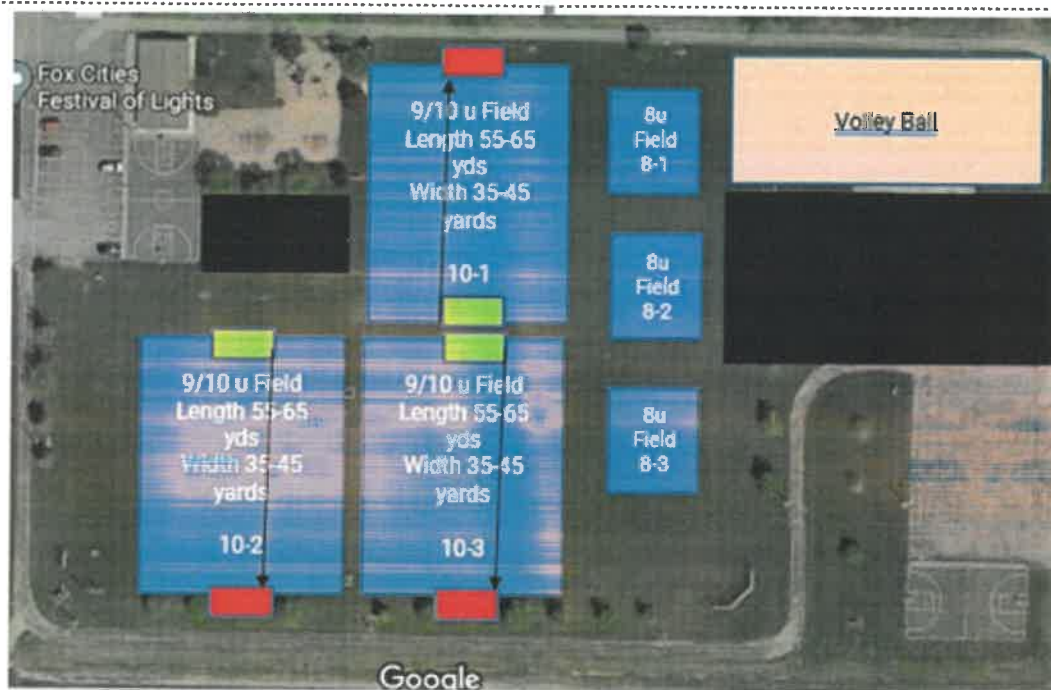 Fox Cities
Festival of Lights
9/10 u Field
Length 55-65
yds
Width 35-45
yards
10-1
8u
Field
8-1
Volley Ball
8u
Field
8-2
9/10 u Field
Length 55-65
yds
Width 35-45
yards
10-2
9/10 u Field
Length 55-65
yds
Width 35-45
yards
10-3
8u
Field
8-3
Google